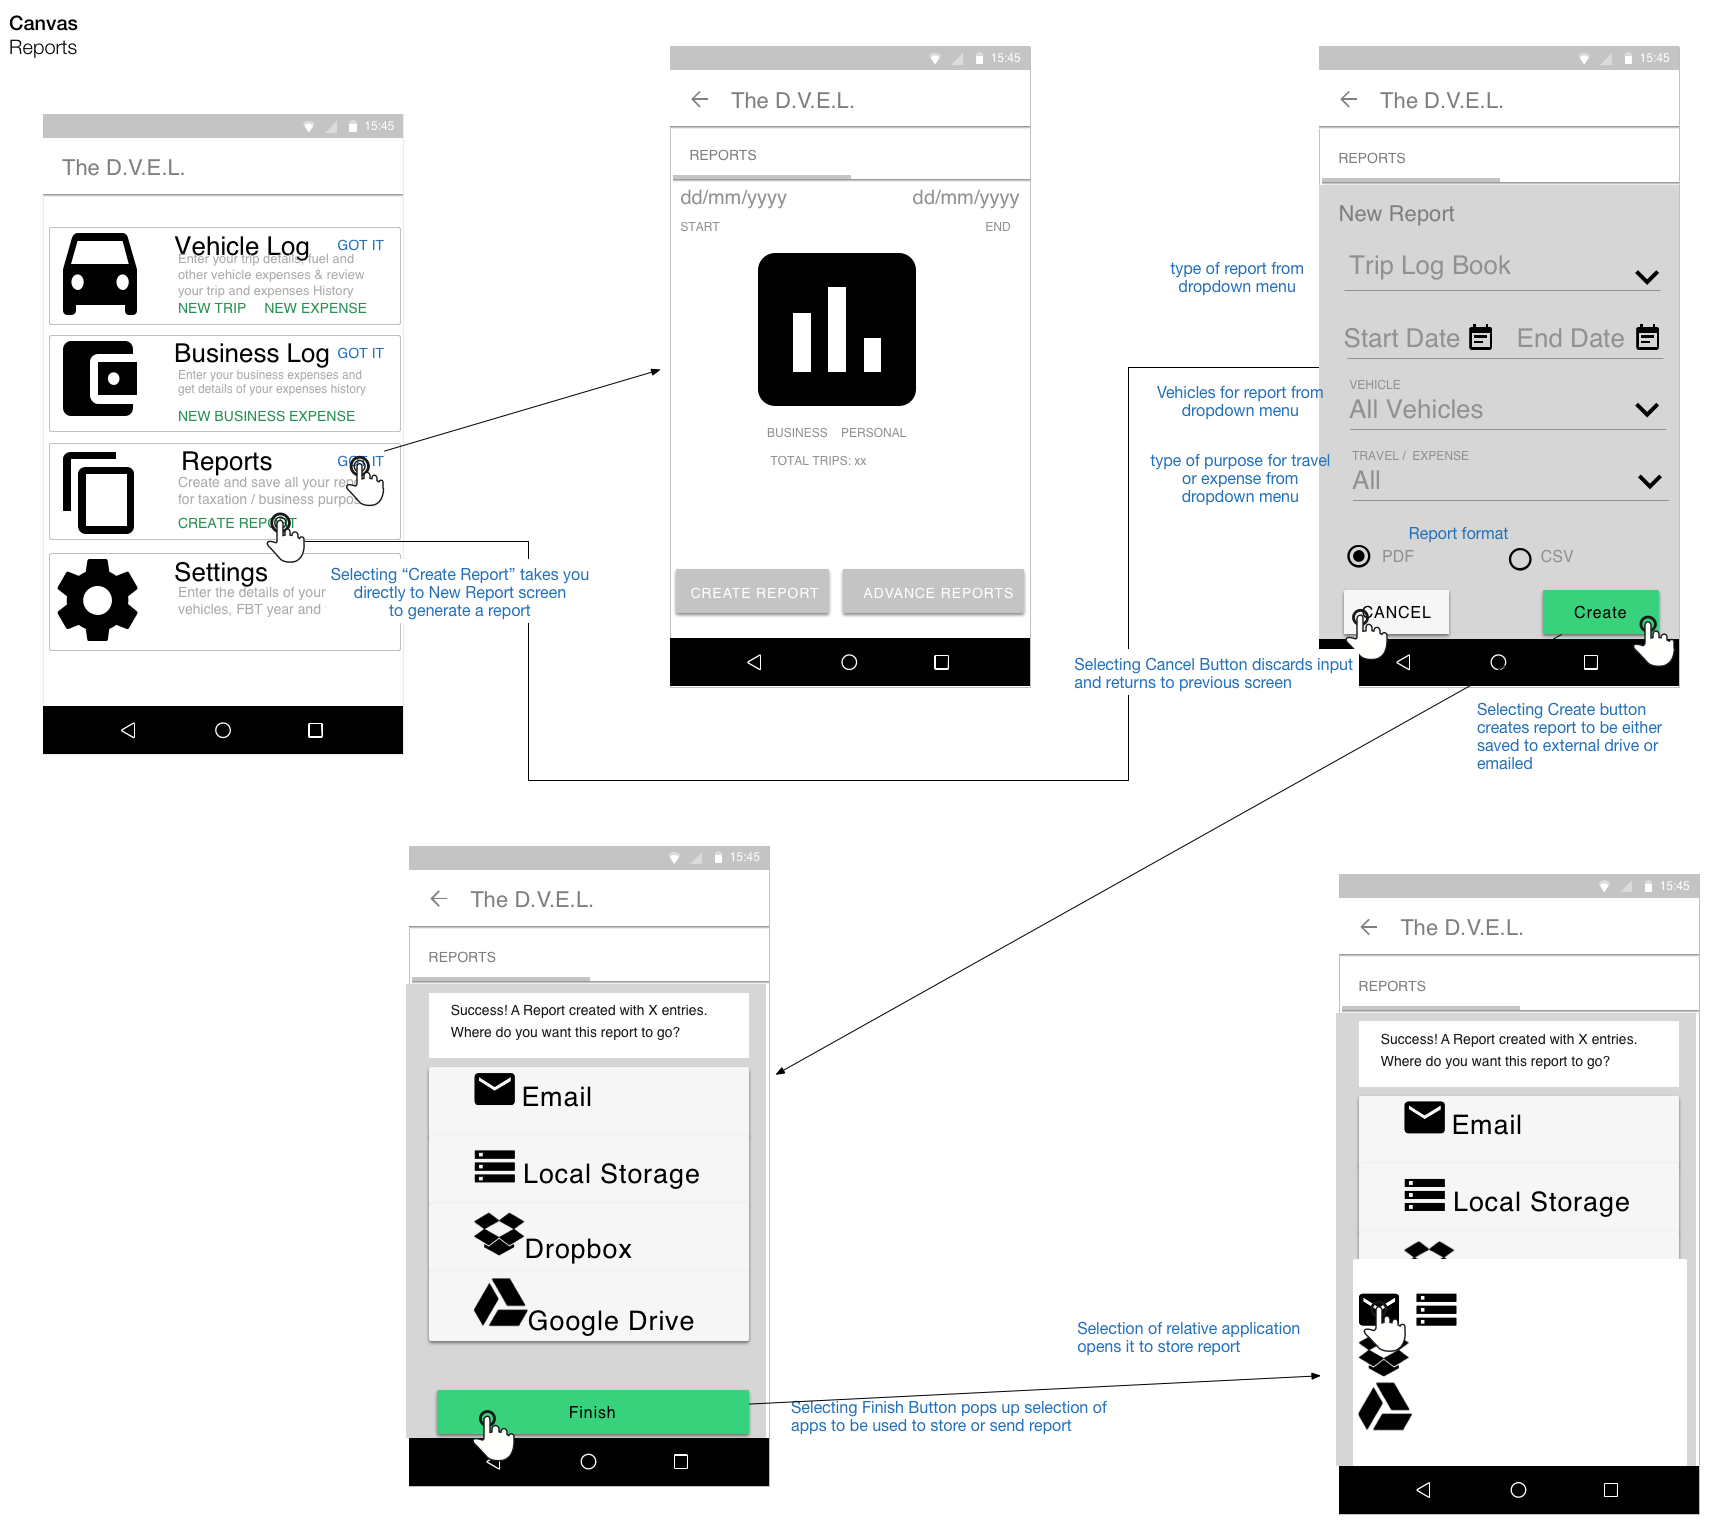 Canvas
Reports
15:45
The D.V.E.L.
Vehicle Log
GOT IT
Enter your trip details, fuel and
other vehicle expenses & review
your trip and expenses History
NEW TRIP NEW EXPENSE
Business Log
GOT IT
Enter your business expenses and
get details of your expenses history
NEW BUSINESS EXPENSE
Reports
GOT IT
Create and save all your
for taxation / business
CREATE REPORT
Settings
Enter the details of your
vehicles, FBT year and
Selecting “Create Report” takes you
directly to New Report screen
to generate a report
15:45
The D.V.E.L.
REPORTS
dd/mm/yyyy dd/mm/yyyy
START END
BUSINESS PERSONAL
TOTAL TRIPS: xx
CREATE REPORT ADVANCE REPORTS
type of report from
dropdown menu
Vehicles for report from
dropdown menu
type of purpose for travel
or expense from
dropdown menu
Selecting Cancel Button discards input
and returns to previous screen
15:45
The D.V.E.L.
REPORTS
New Report
Trip Log Book
Start Date End Date
VEHICLE
All Vehicles
TRAVEL / EXPENSE
All
Report format
PDF CSV
CANCEL Create
Selecting Create button
creates report to be either
saved to external drive or
emailed
15:45
The D.V.E.L.
REPORTS
Success! A Report created with X entries.
Where do you want this report to go?
Email
Local Storage
Dropbox
Google Drive
Finish
Selecting Finish Button pops up selection of
apps to be used to store or send report
Selection of relative application
opens it to store report
15:45
The D.V.E.L.
REPORTS
Success! A Report created with X entries.
Where do you want this report to go?
Email
Local Storage